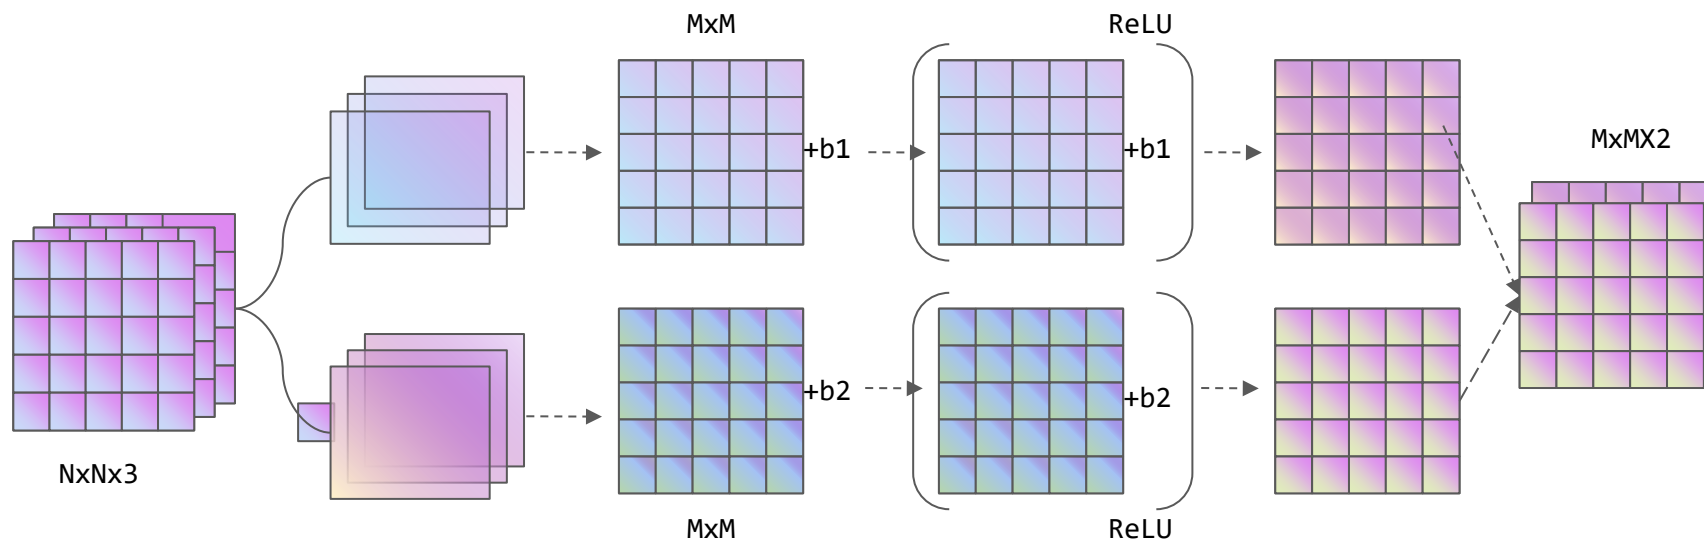 MxM
ReLU
+b1
+b1
MxMX2
+b2
+b2
NxNx3
MxM
ReLU